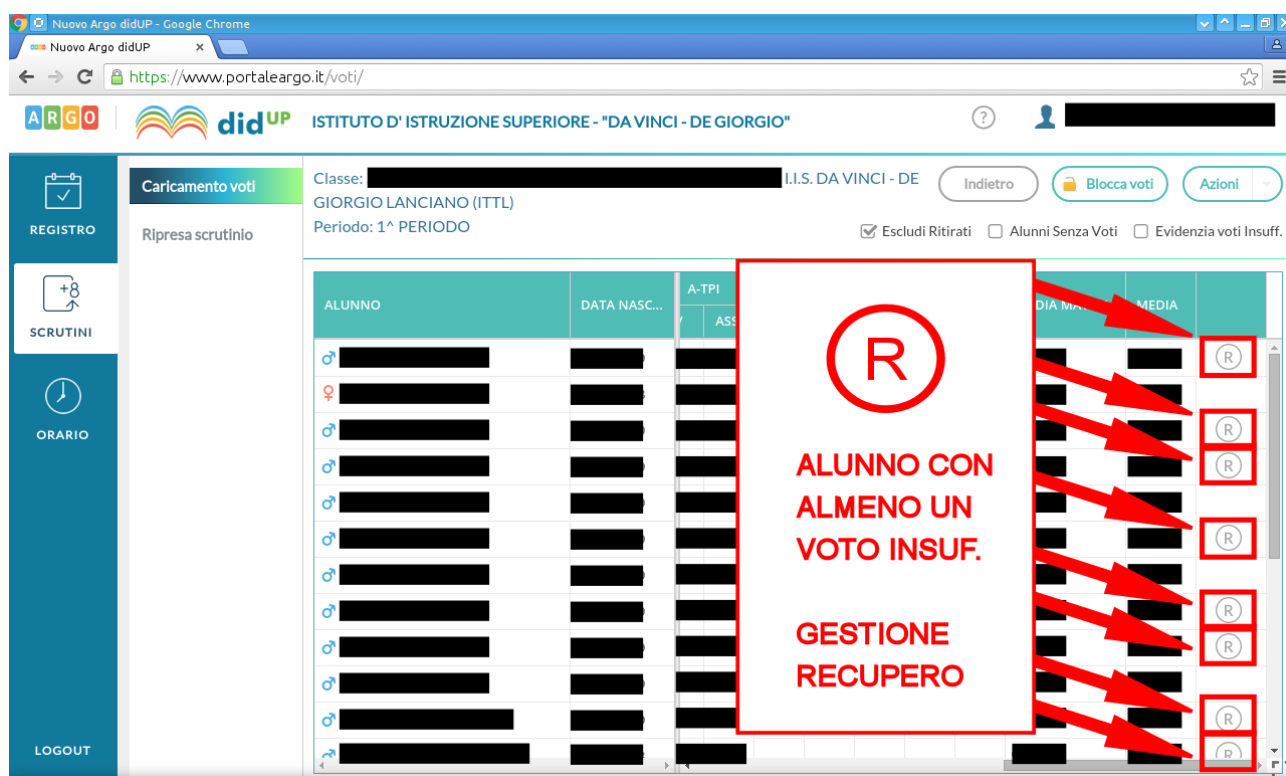 Nuovo Argo didUP - Google Chrome
Nuovo Argo didUP
https://www.portaleargo.it/voti/
ARGO didUP ISTITUTO D' ISTRUZIONE SUPERIORE - "DA VINCI - DE GIORGIO" ?
REGISTRO
SCRUTINI
ORARIO
LOGOUT
Caricamento voti
Ripresa scrutinio
Classe: I.I.S. DA VINCI - DE
GIORGIO LANCIANO (ITTL)
Periodo: 1^ PERIODO
Indietro Blocca voti Azioni
Escludi Ritirati Alunni Senza Voti Evidenzia voti Insuff.
ALUNNO DATA NASC... A-TPI ASS DIA MA MEDIA
R
ALUNNO CON
ALMENO UN
VOTO INSUF.
GESTIONE
RECUPERO
R
R
R
R
R
R
R
R